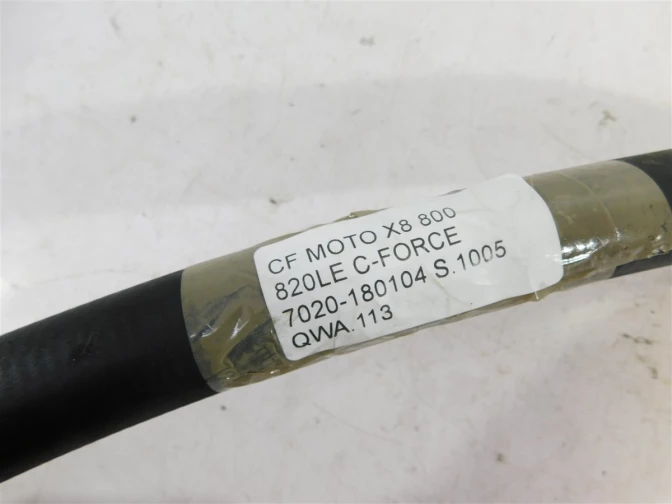 CF MOTO X8 800
820LE C-FORCE
7020-180104 S.1005
QWA.113